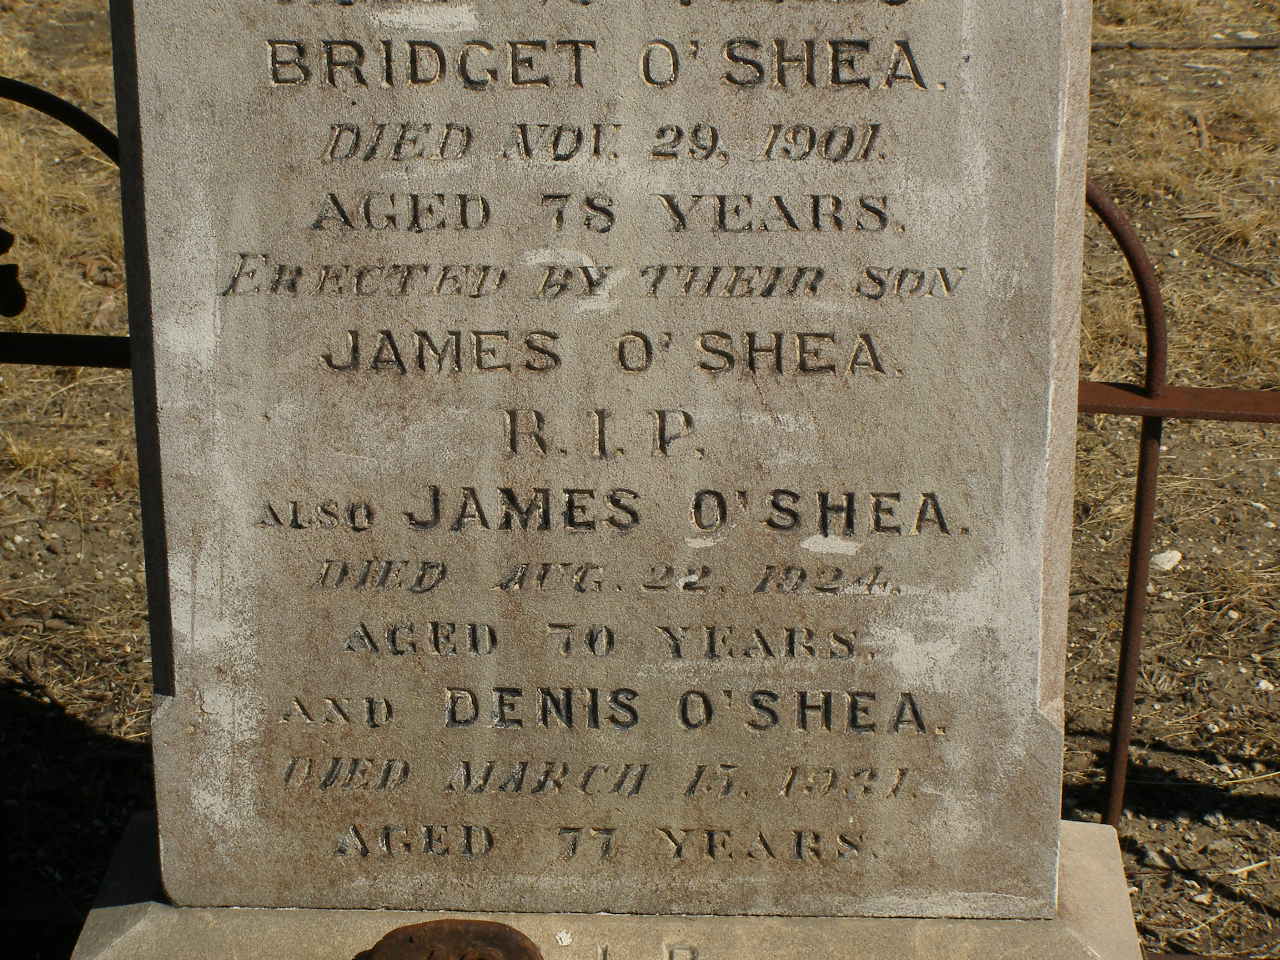 BRIDGET O'SHEA.
DIED NOV. 29, 1901.
AGED 78 YEARS.
ERECTED BY THEIR SON
JAMES O'SHEA.
R.I.P.
ALSO JAMES O'SHEA.
DIED AUG. 22, 1924.
AGED 70 YEARS.
AND DENIS O'SHEA.
DIED MARCH 15, 1931.
AGED 77 YEARS.